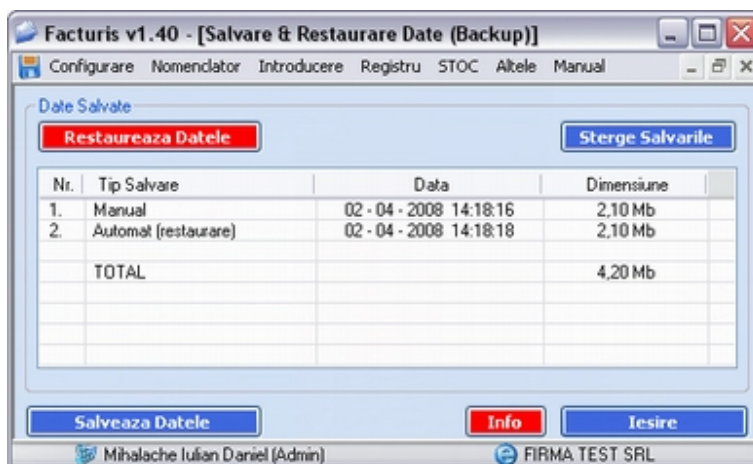 Facturis v1.40 - [Salvare & Restaurare Date (Backup)]
Configurare Nomenclator Introducere Registru STOC Altele Manual
Date Salvate
Restaureaza Datele Sterge Salvarile
Nr. Tip Salvare Data Dimensiune
1. Manual 02 - 04 - 2008 14:18:16 2,10 Mb
2. Automat (restaurare) 02 - 04 - 2008 14:18:18 2,10 Mb
TOTAL 4,20 Mb
Salveaza Datele Info Iesire
Mihalache Iulian Daniel (Admin) FIRMA TEST SRL